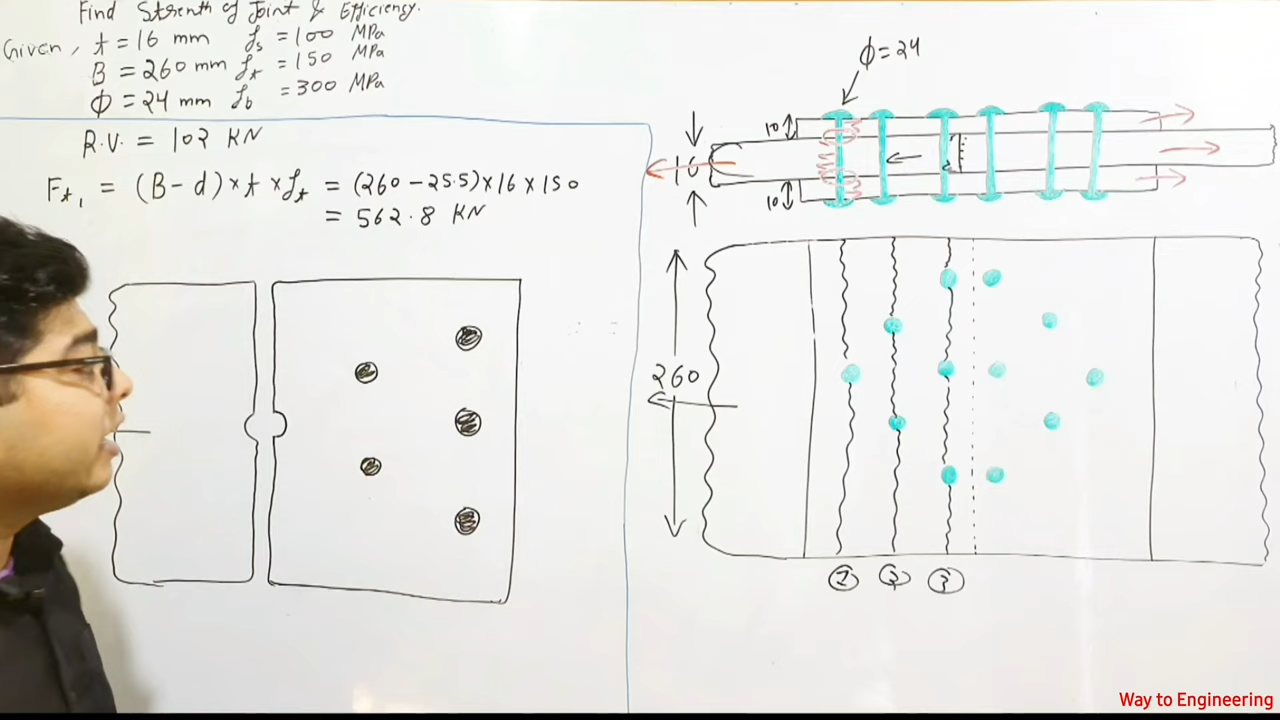 Find Strenth of Joint & Efficiency.
Given, t = 16 mm fs = 100 MPa
B = 260 mm ft = 150 MPa
ϕ = 24 mm fb = 300 MPa
R.V. = 102 KN
Ft1 = (B-d)×t×ft = (260-25.5)×16×150
= 562.8 KN
ϕ=24
10
16
10
260
1 2 3
Way to Engineering